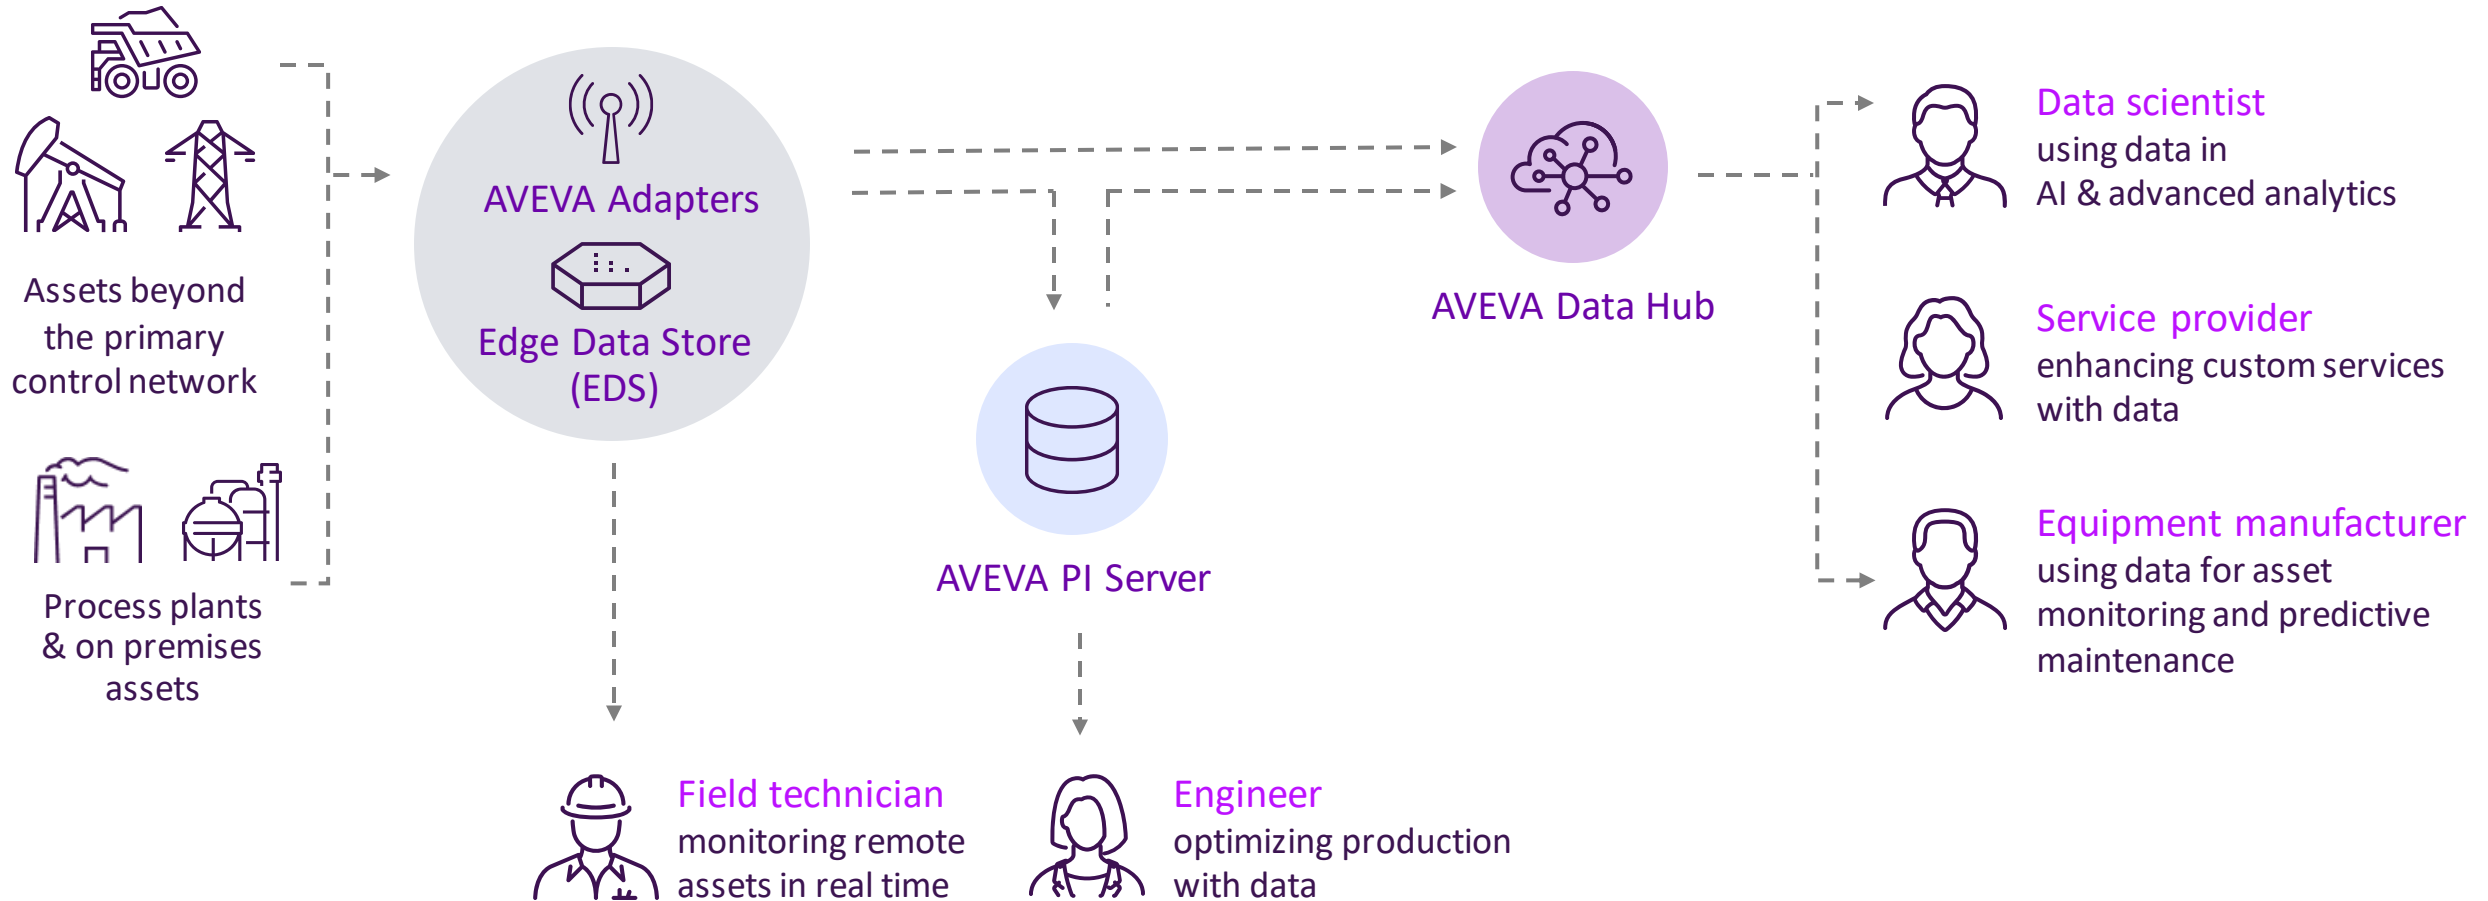 Assets beyond
the primary
control network
Process plants
& on premises
assets
AVEVA Adapters
Edge Data Store
(EDS)
AVEVA PI Server
AVEVA Data Hub
Data scientist
using data in
AI & advanced analytics
Service provider
enhancing custom services
with data
Equipment manufacturer
using data for asset
monitoring and predictive
maintenance
Field technician
monitoring remote
assets in real time
Engineer
optimizing production
with data